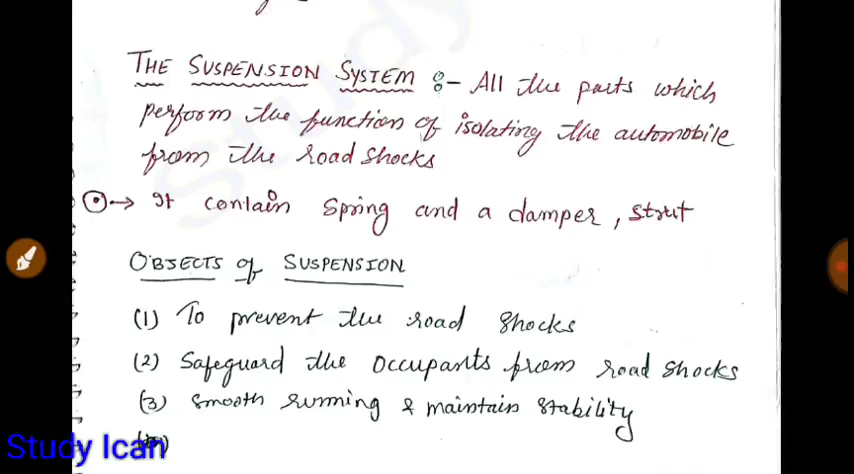 THE SUSPENSION SYSTEM :- All the parts which
perform the function of isolating the automobile
from the road shocks
→ It contain spring and a damper, strut
OBJECTS of SUSPENSION
(1) To prevent the road shocks
(2) Safeguard the occupants from road shocks
(3) smooth running & maintain stability
Study Ican